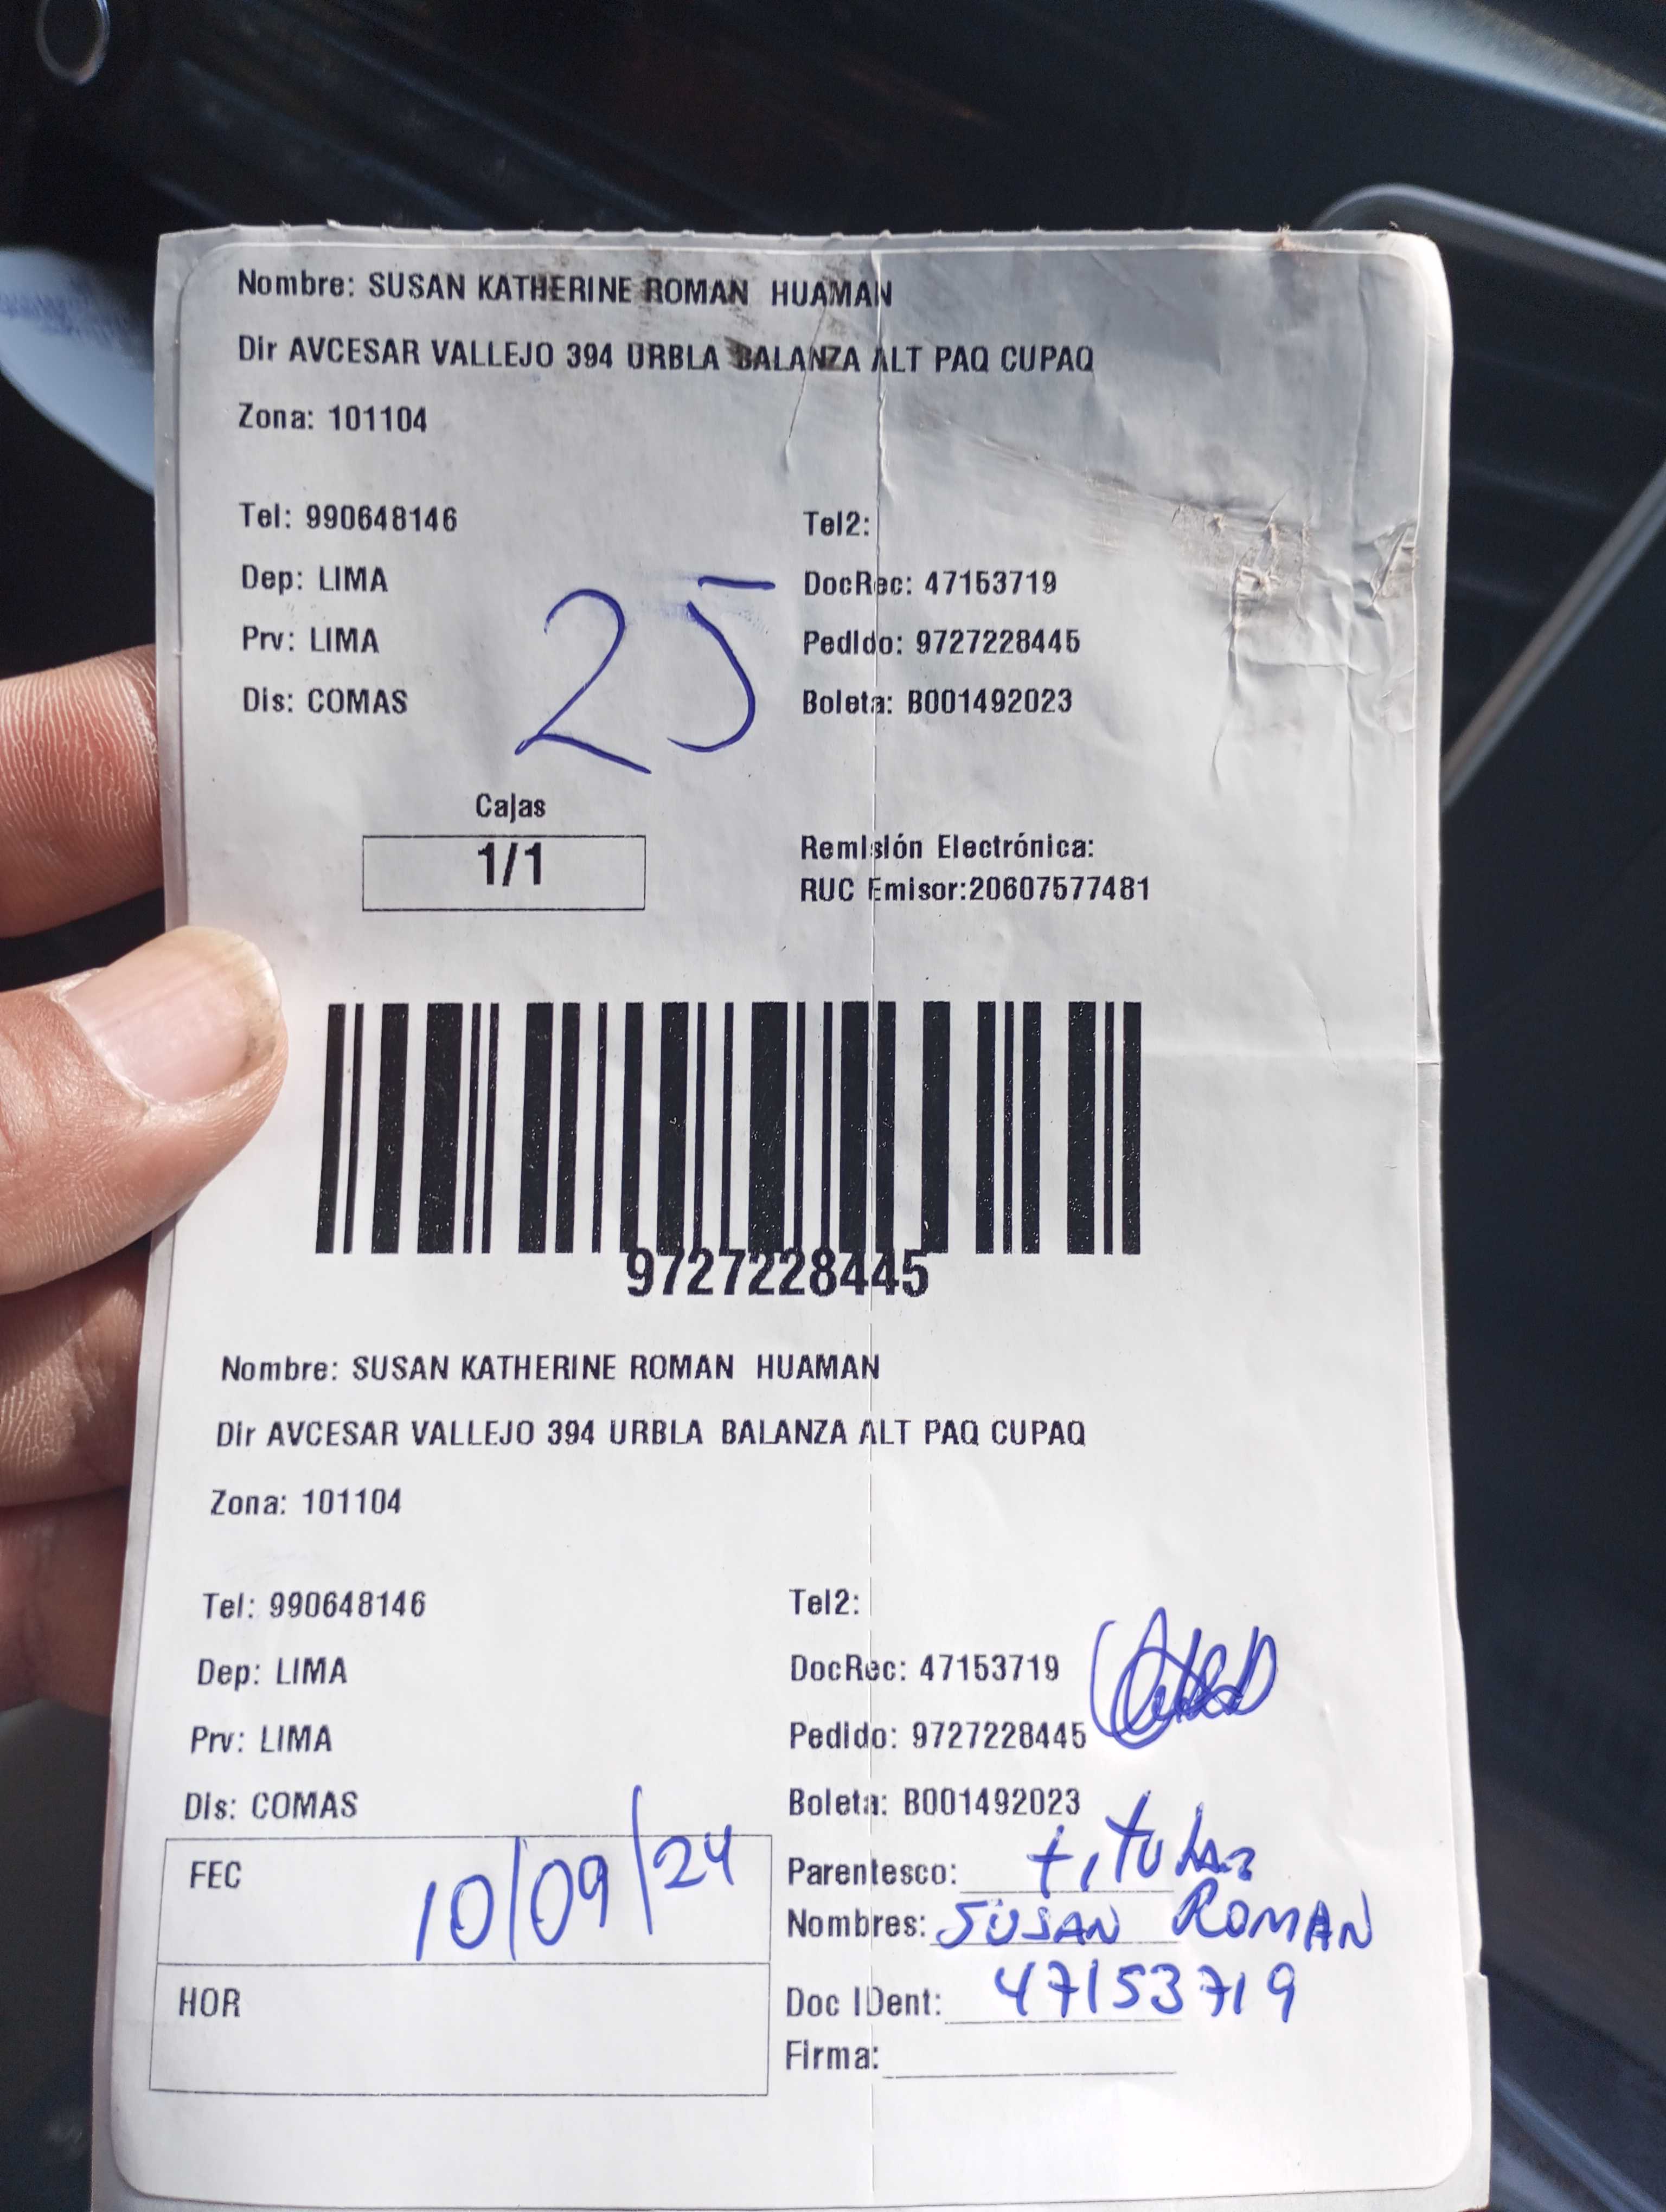 Nombre: SUSAN KATHERINE ROMAN HUAMAN
Dir AVCESAR VALLEJO 394 URBLA BALANZA ALT PAQ CUPAQ
Zona: 101104
Tel: 990648146 Tel2:
Dep: LIMA DocRec: 47153719
Prv: LIMA Pedido: 9727228445
Dis: COMAS Boleta: B001492023
25
Cajas
1/1
Remisión Electrónica:
RUC Emisor:20607577481
9727228445
Nombre: SUSAN KATHERINE ROMAN HUAMAN
Dir AVCESAR VALLEJO 394 URBLA BALANZA ALT PAQ CUPAQ
Zona: 101104
Tel: 990648146 Tel2:
Dep: LIMA DocRec: 47153719
Prv: LIMA Pedido: 9727228445
Dis: COMAS Boleta: B001492023
FEC 10/09/24
Parentesco: titular
Nombres: SUSAN ROMAN
HOR
Doc IDent: 47153719
Firma: